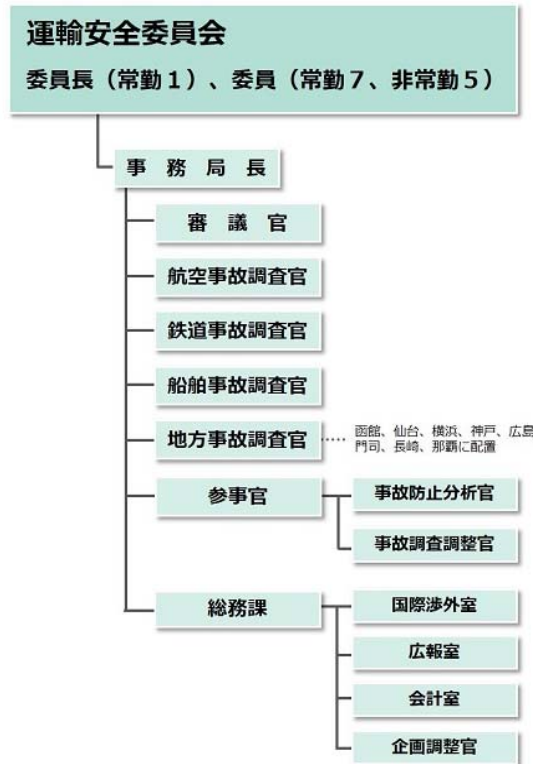 運輸安全委員会
委員長（常勤１）、委員（常勤７、非常勤５）
事務局長
審議官
航空事故調査官
鉄道事故調査官
船舶事故調査官
地方事故調査官
函館、仙台、横浜、神戸、広島
門司、長崎、那覇に配置
参事官
事故防止分析官
事故調査調整官
総務課
国際渉外室
広報室
会計室
企画調整官